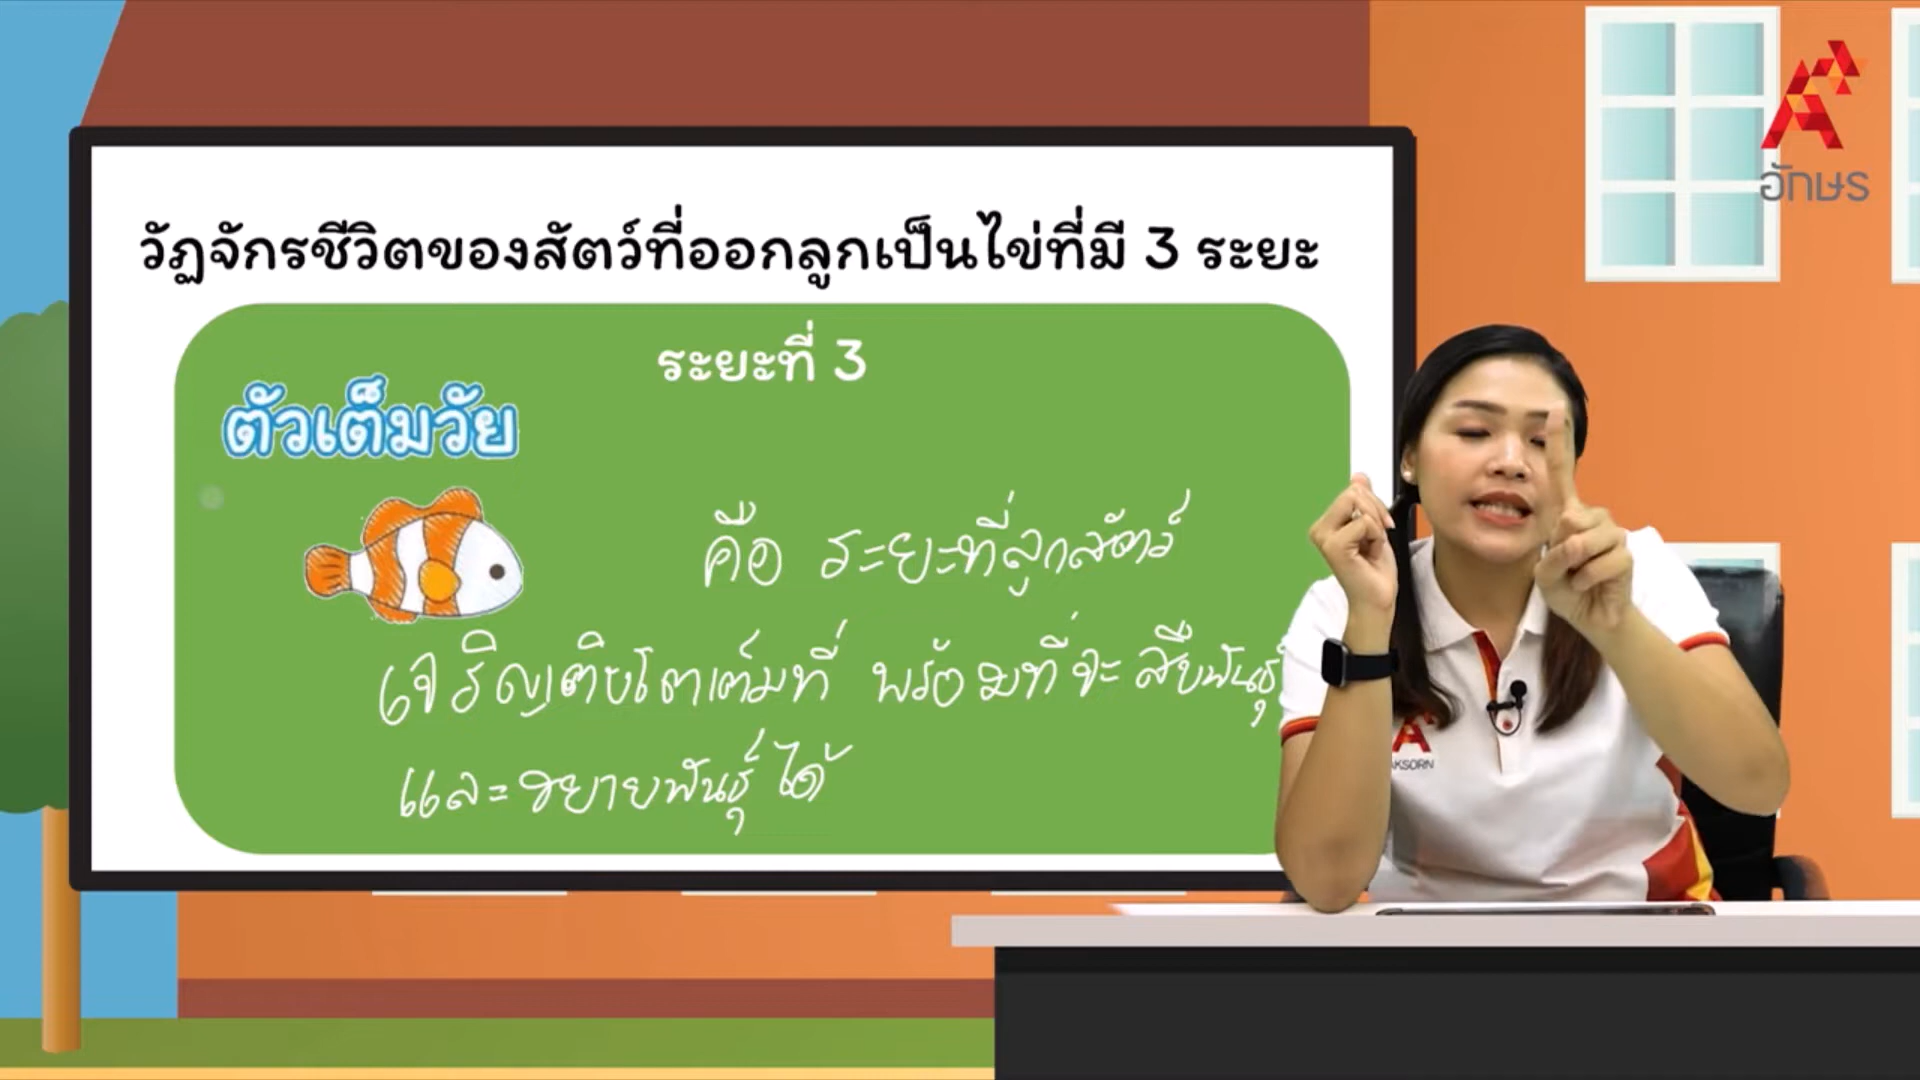 วัฏจักรชีวิตของสัตว์ที่ออกลูกเป็นไข่ที่มี 3 ระยะ
ระยะที่ 3
ตัวเต็มวัย
คือ ระยะที่ลูกสัตว์
เจริญเติบโตเต็มที่ พร้อมที่จะสืบพันธุ์
และขยายพันธุ์ได้
อักษร
AKSORN